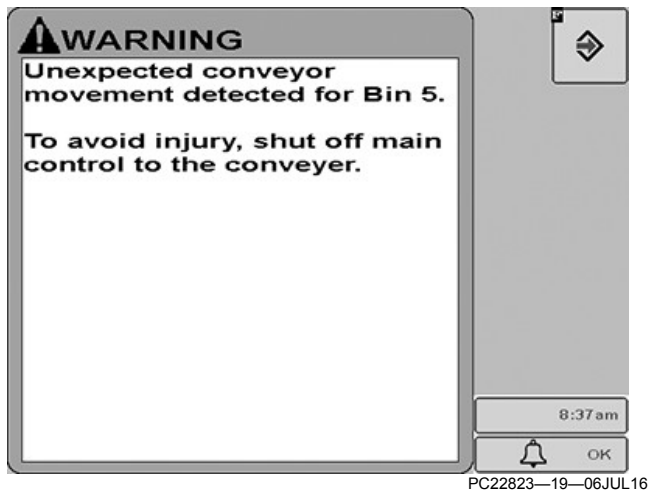 WARNING
Unexpected conveyor
movement detected for Bin 5.
To avoid injury, shut off main
control to the conveyer.
8:37am
OK
PC22823—19—06JUL16